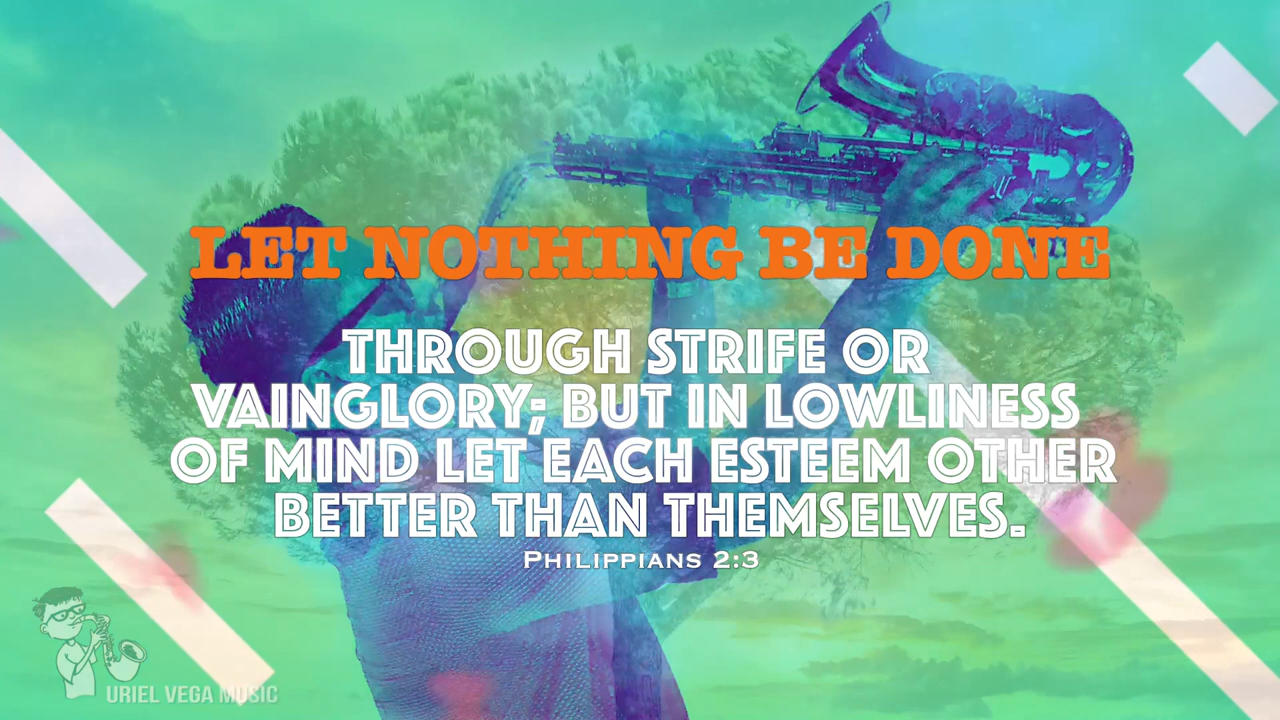 LET NOTHING BE DONE
THROUGH STRIFE OR
VAINGLORY; BUT IN LOWLINESS
OF MIND LET EACH ESTEEM OTHER
BETTER THAN THEMSELVES.
PHILIPPIANS 2:3
URIEL VEGA MUSIC